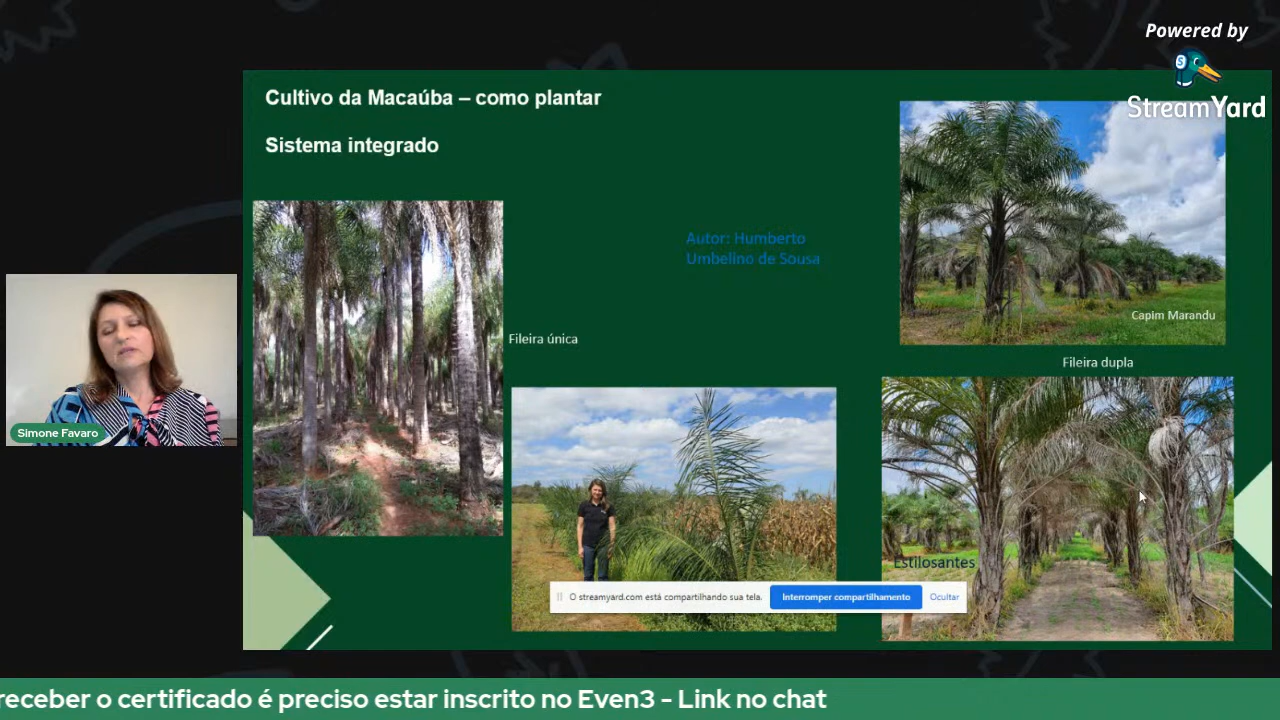 Powered by
StreamYard
Cultivo da Macaúba – como plantar
Sistema integrado
Autor: Humberto
Umbelino de Sousa
Capim Marandu
Fileira única
Fileira dupla
Simone Favaro
Estilosantes
O streamyard.com está compartilhando sua tela.
Interromper compartilhamento
Ocultar
receber o certificado é preciso estar inscrito no Even3 - Link no chat